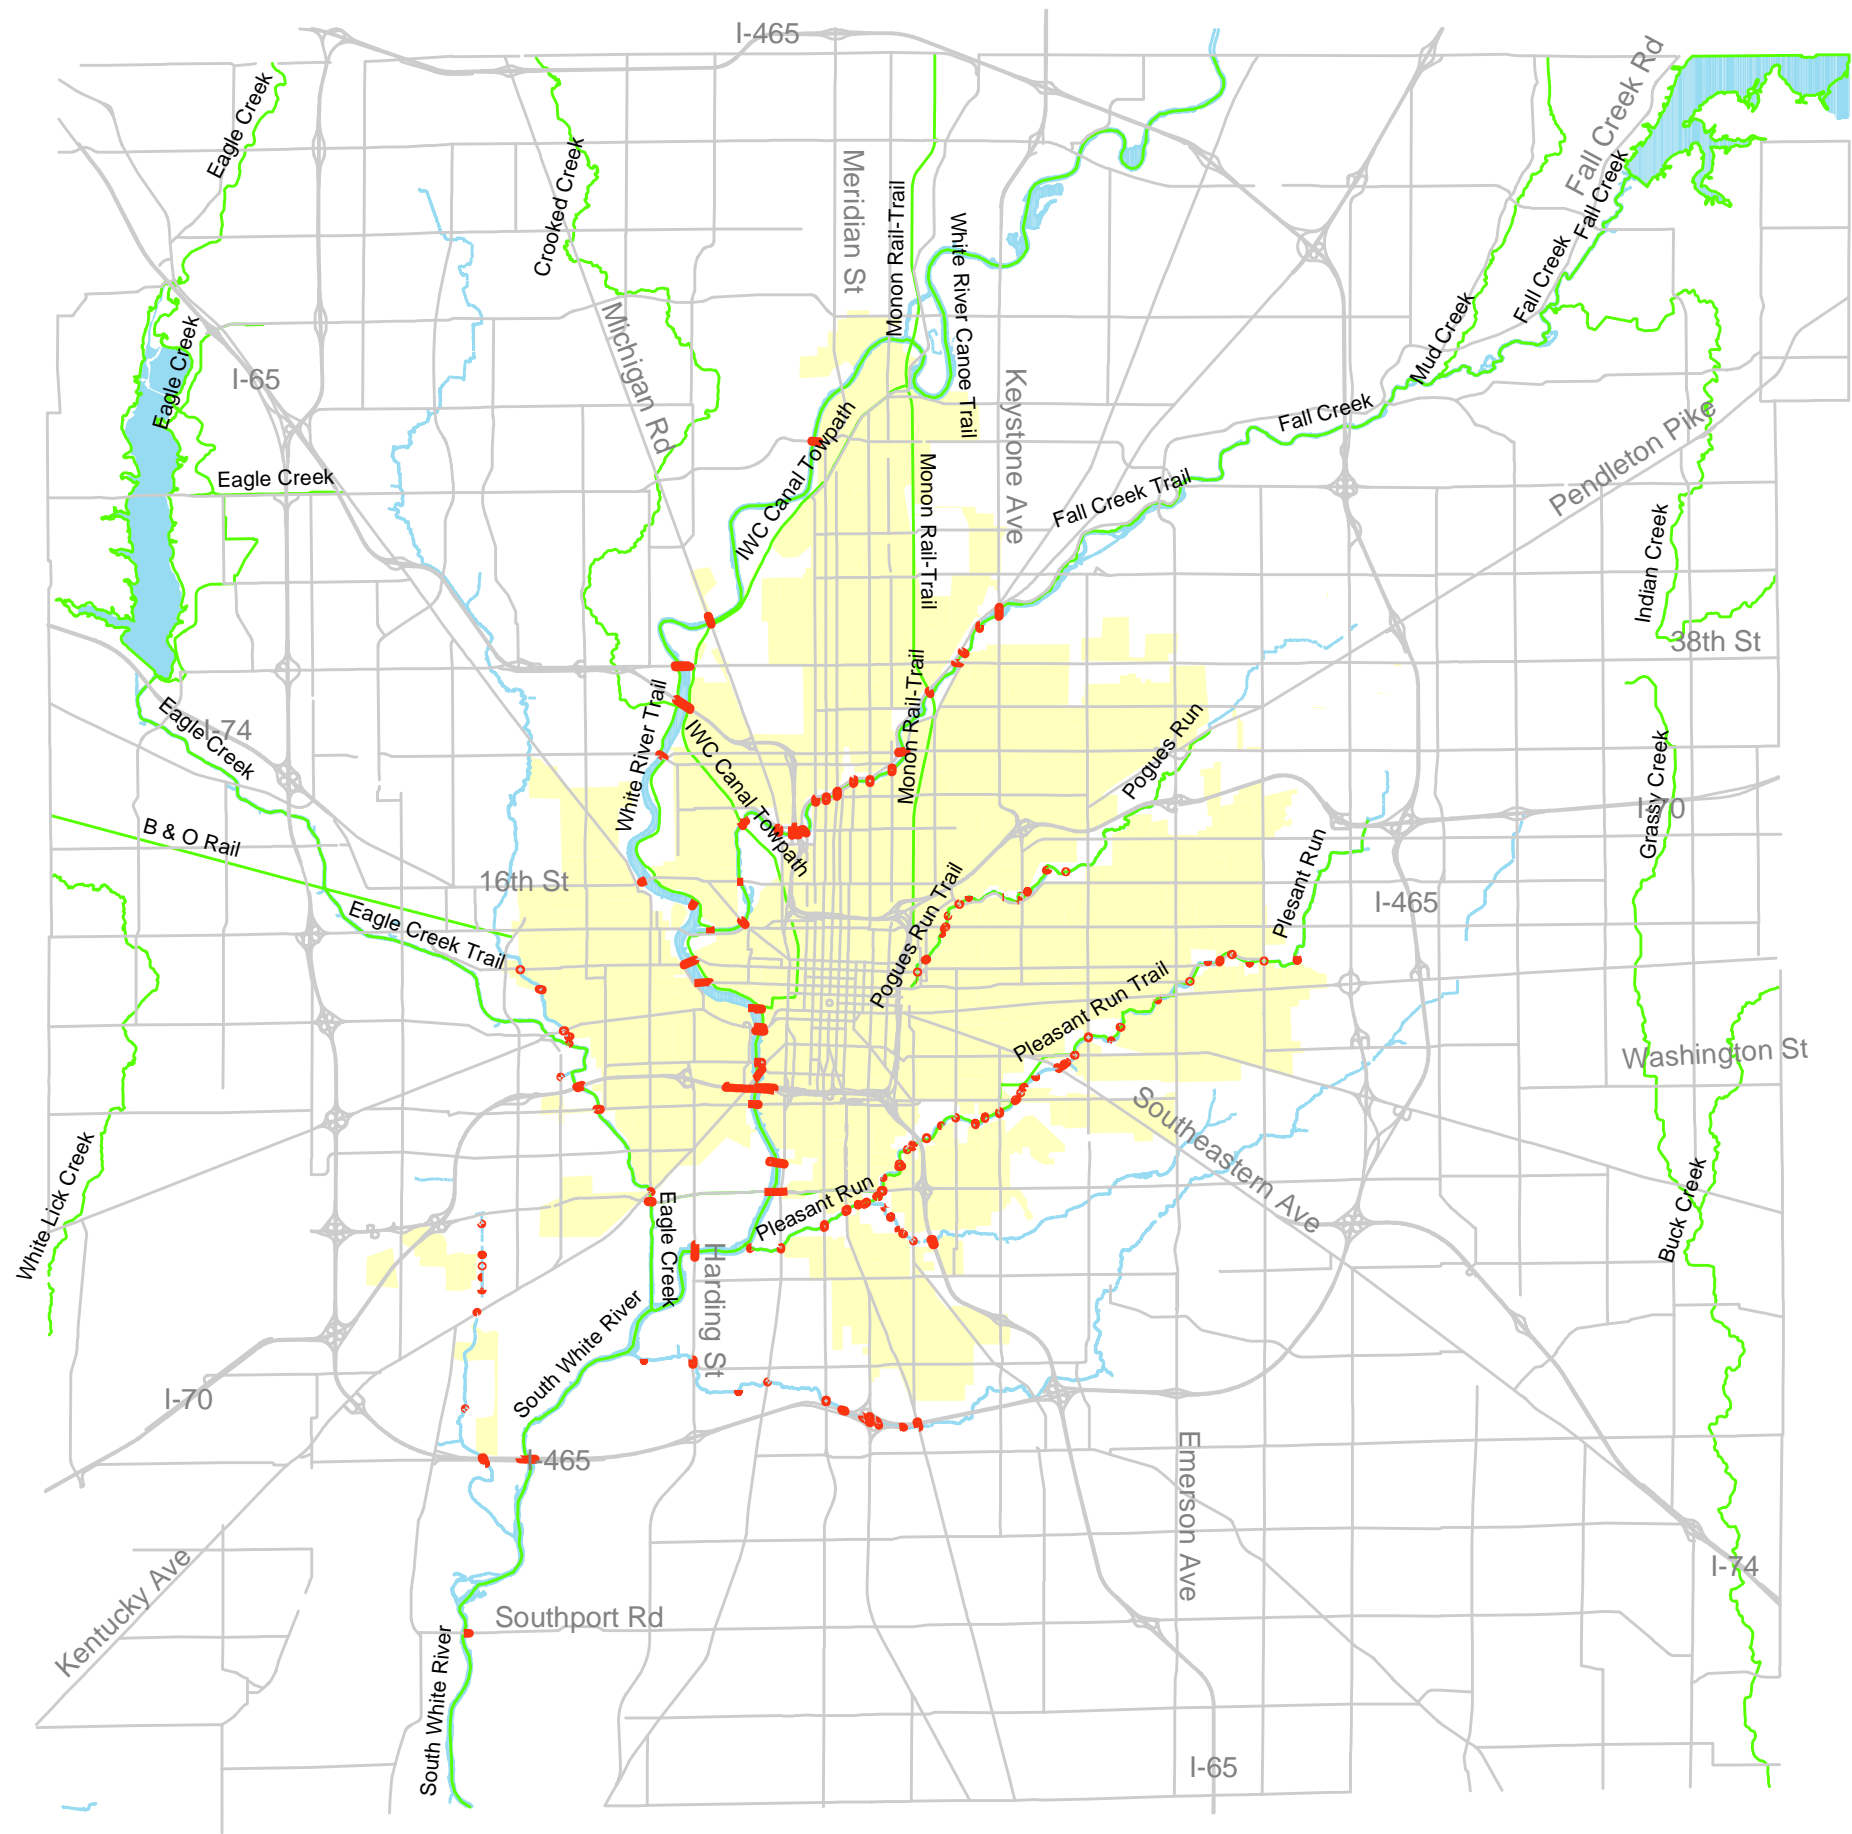 I-465
Fall Creek Rd
Eagle Creek
Crooked Creek
Meridian St
Monon Rail-Trail
White River Canoe Trail
Fall Creek
Fall Creek
Mud Creek
Michigan Rd
Eagle Creek
I-65
Keystone Ave
Fall Creek
Pendleton Pike
IWC Canal Towpath
Monon Rail-Trail
Eagle Creek
Fall Creek Trail
Indian Creek
38th St
White River Trail
Monon Rail-Trail
IWC Canal Towpath
Pogues Run
I-74
Eagle Creek
Grassy Creek
I-70
B & O Rail
16th St
Plesant Run
I-465
Pogues Run Trail
Eagle Creek Trail
Pleasant Run Trail
Washington St
Southeastern Ave
White Lick Creek
Pleasant Run
Eagle Creek
Buck Creek
Harding St
South White River
I-70
I-465
Emerson Ave
I-74
Kentucky Ave
Southport Rd
South White River
I-65